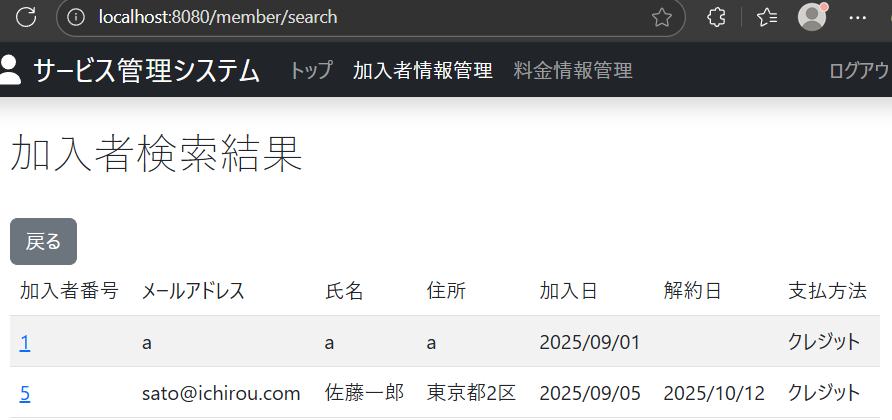 localhost:8080/member/search
サービス管理システム トップ 加入者情報管理 料金情報管理 ログアウ
加入者検索結果
戻る
加入者番号 メールアドレス 氏名 住所 加入日 解約日 支払方法
1 a a a 2025/09/01 クレジット
5 sato@ichirou.com 佐藤一郎 東京都2区 2025/09/05 2025/10/12 クレジット